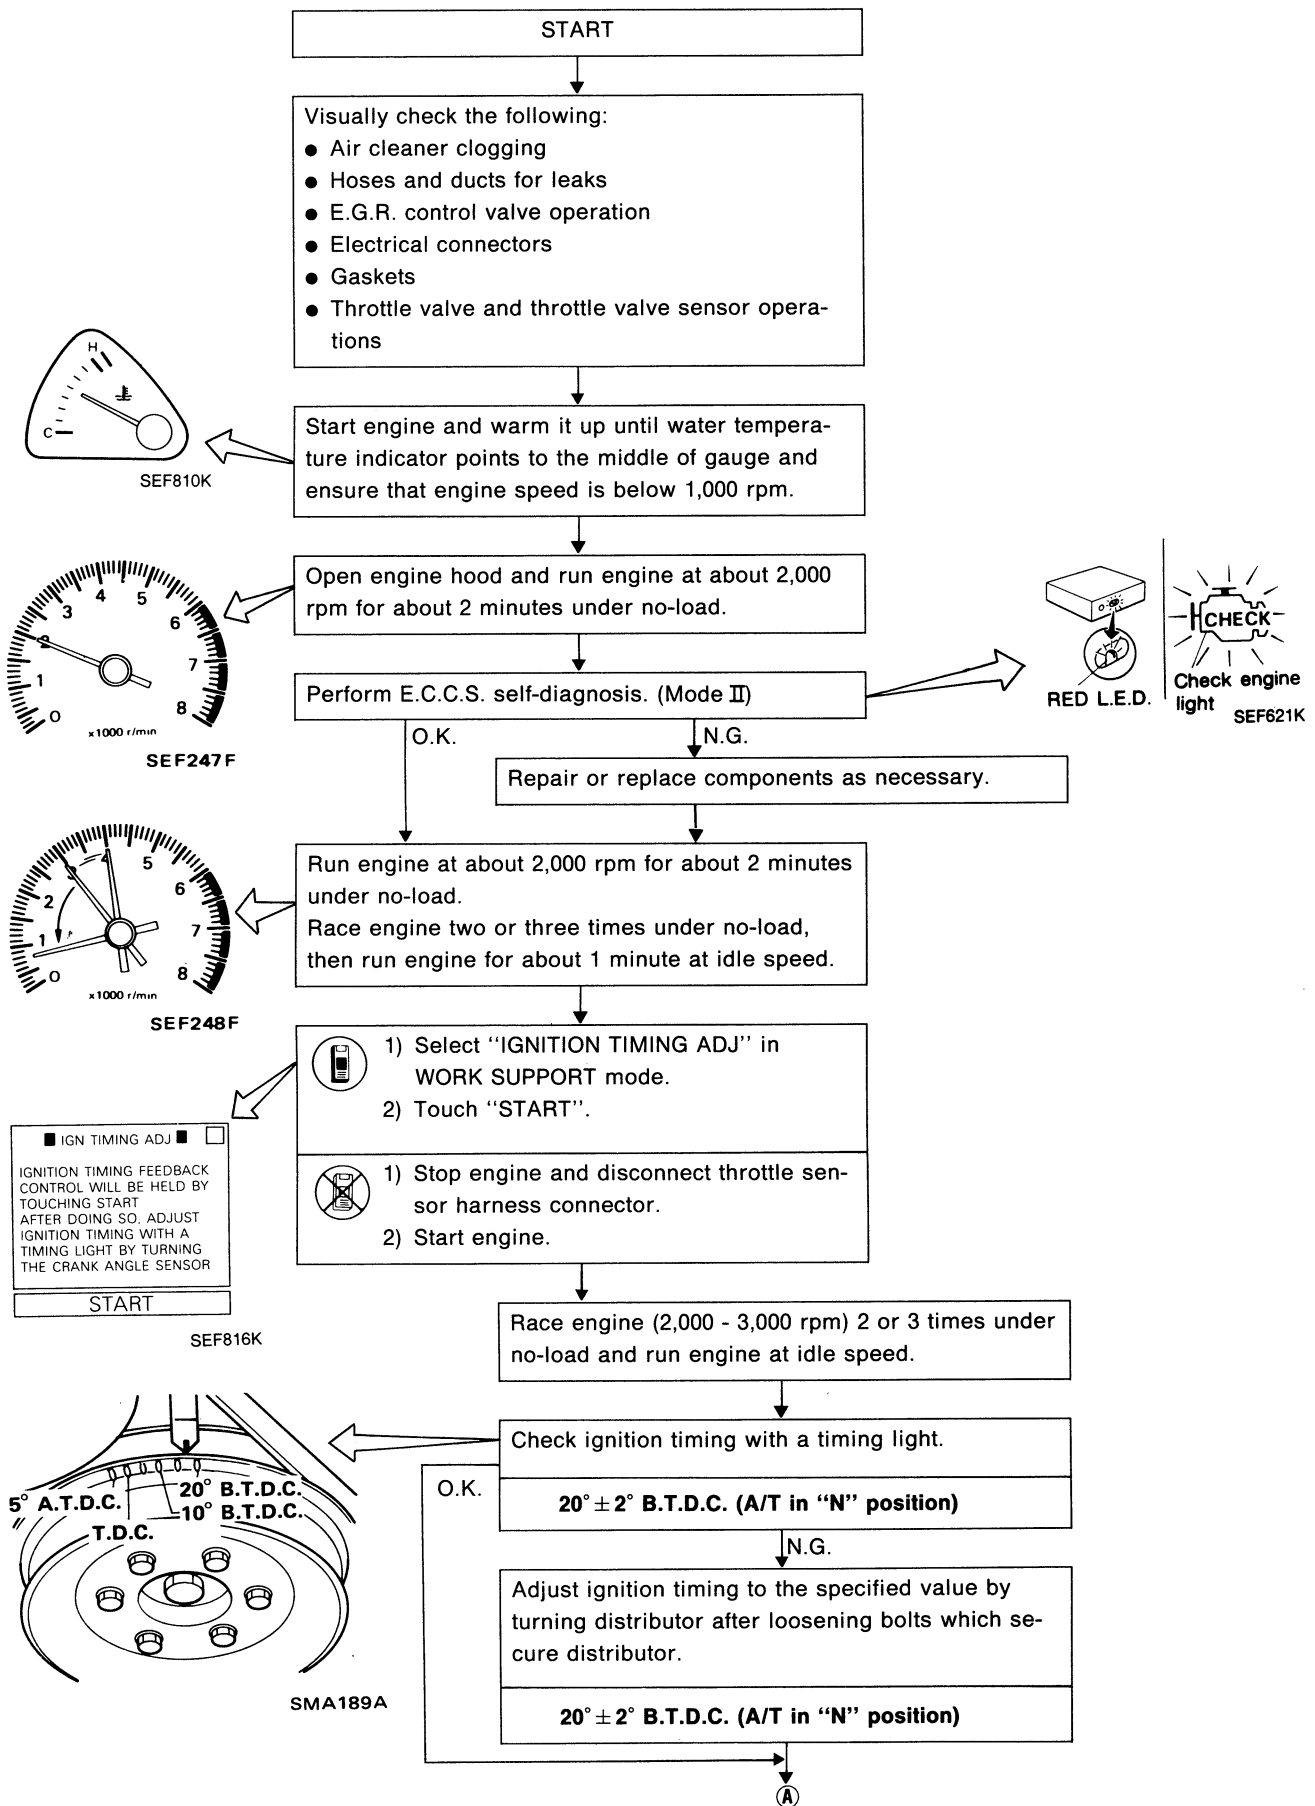 START
Visually check the following:
● Air cleaner clogging
● Hoses and ducts for leaks
● E.G.R. control valve operation
● Electrical connectors
● Gaskets
● Throttle valve and throttle valve sensor opera-
tions
H
C
SEF810K
Start engine and warm it up until water tempera-
ture indicator points to the middle of gauge and
ensure that engine speed is below 1,000 rpm.
Open engine hood and run engine at about 2,000
rpm for about 2 minutes under no-load.
0
1
2
3
4
5
6
7
8
x1000 r/min
SEF247F
Perform E.C.C.S. self-diagnosis. (Mode II)
RED L.E.D.
CHECK
Check engine
light
SEF621K
O.K.
N.G.
Repair or replace components as necessary.
Run engine at about 2,000 rpm for about 2 minutes
under no-load.
Race engine two or three times under no-load,
then run engine for about 1 minute at idle speed.
0
1
2
3
4
5
6
7
8
x1000 r/min
SEF248F
1) Select “IGNITION TIMING ADJ” in
WORK SUPPORT mode.
2) Touch “START”.
1) Stop engine and disconnect throttle sen-
sor harness connector.
2) Start engine.
■ IGN TIMING ADJ ■ □
IGNITION TIMING FEEDBACK
CONTROL WILL BE HELD BY
TOUCHING START
AFTER DOING SO, ADJUST
IGNITION TIMING WITH A
TIMING LIGHT BY TURNING
THE CRANK ANGLE SENSOR
START
SEF816K
Race engine (2,000 - 3,000 rpm) 2 or 3 times under
no-load and run engine at idle speed.
Check ignition timing with a timing light.
20° ± 2° B.T.D.C. (A/T in “N” position)
O.K.
N.G.
5° A.T.D.C.
20° B.T.D.C.
10° B.T.D.C.
T.D.C.
SMA189A
Adjust ignition timing to the specified value by
turning distributor after loosening bolts which se-
cure distributor.
20° ± 2° B.T.D.C. (A/T in “N” position)
A